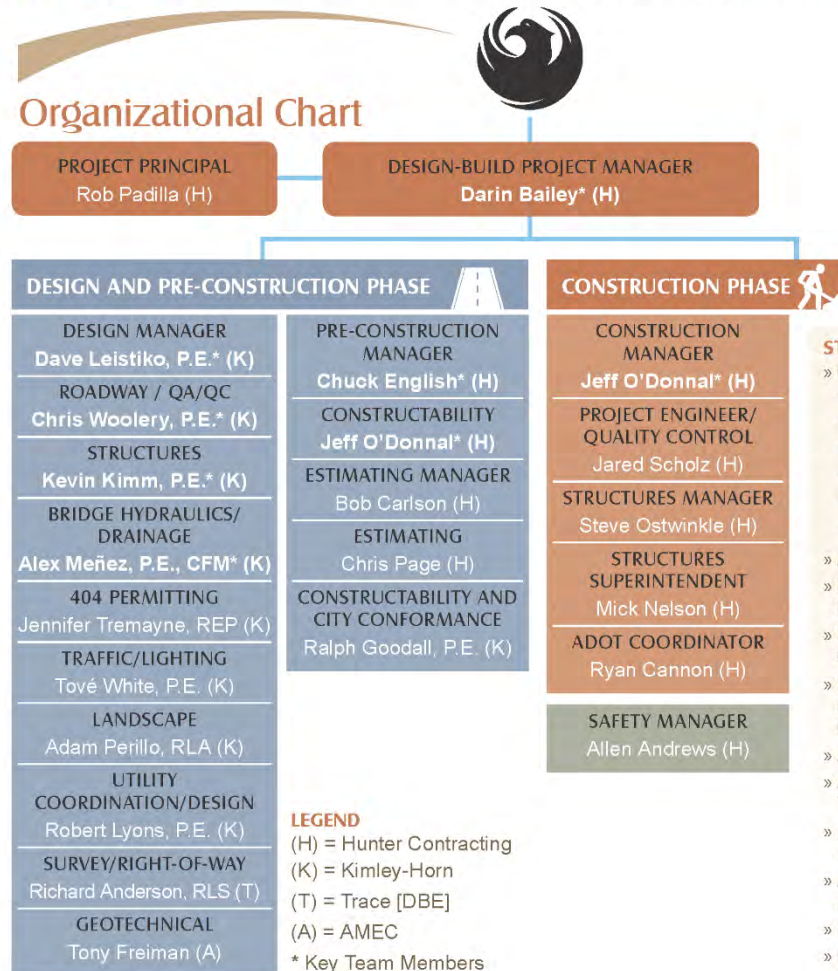 Organizational Chart
PROJECT PRINCIPAL
Rob Padilla (H)
DESIGN-BUILD PROJECT MANAGER
Darin Bailey* (H)
DESIGN AND PRE-CONSTRUCTION PHASE
DESIGN MANAGER
Dave Leistiko, P.E.* (K)
ROADWAY / QA/QC
Chris Woolery, P.E.* (K)
STRUCTURES
Kevin Kimm, P.E.* (K)
BRIDGE HYDRAULICS/
DRAINAGE
Alex Meñez, P.E., CFM* (K)
404 PERMITTING
Jennifer Tremayne, REP (K)
TRAFFIC/LIGHTING
Tové White, P.E. (K)
LANDSCAPE
Adam Perillo, RLA (K)
UTILITY
COORDINATION/DESIGN
Robert Lyons, P.E. (K)
SURVEY/RIGHT-OF-WAY
Richard Anderson, RLS (T)
GEOTECHNICAL
Tony Freiman (A)
PRE-CONSTRUCTION
MANAGER
Chuck English* (H)
CONSTRUCTABILITY
Jeff O'Donnal* (H)
ESTIMATING MANAGER
Bob Carlson (H)
ESTIMATING
Chris Page (H)
CONSTRUCTABILITY AND
CITY CONFORMANCE
Ralph Goodall, P.E. (K)
LEGEND
(H) = Hunter Contracting
(K) = Kimley-Horn
(T) = Trace [DBE]
(A) = AMEC
* Key Team Members
CONSTRUCTION PHASE
CONSTRUCTION
MANAGER
Jeff O'Donnal* (H)
PROJECT ENGINEER/
QUALITY CONTROL
Jared Scholz (H)
STRUCTURES MANAGER
Steve Ostwinkle (H)
STRUCTURES
SUPERINTENDENT
Mick Nelson (H)
ADOT COORDINATOR
Ryan Cannon (H)
SAFETY MANAGER
Allen Andrews (H)